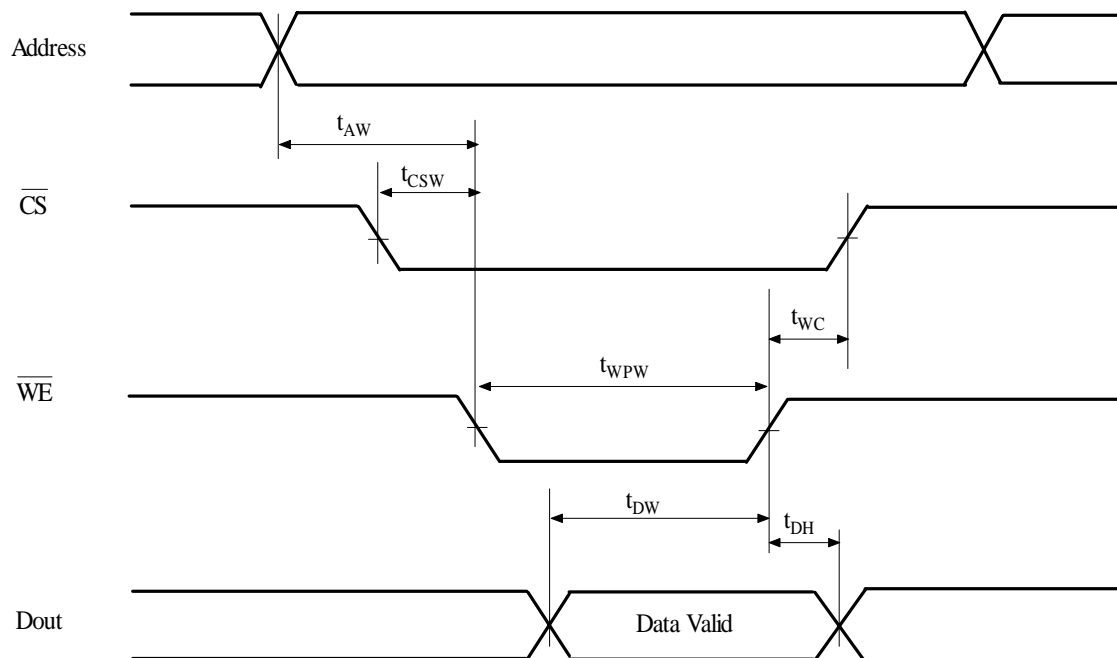 Address
tAW
tCSW
CS
tWC
tWPW
WE
tDW
tDH
Dout
Data Valid